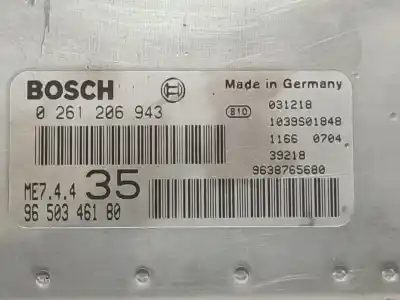 BOSCH
Made in Germany
0 261 206 943
B10
031218
1039S01848
1166 0704
39218
9638765680
ME7.4.4 35
96 503 461 80